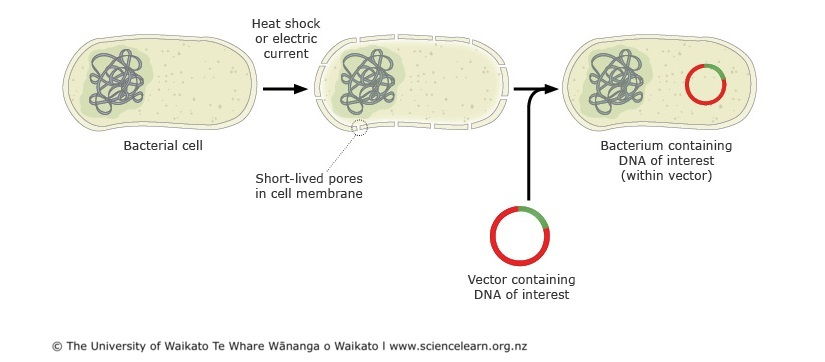 Heat shock
or electric
current
Bacterial cell
Short-lived pores
in cell membrane
Bacterium containing
DNA of interest
(within vector)
Vector containing
DNA of interest
© The University of Waikato Te Whare Wānanga o Waikato I www.sciencelearn.org.nz